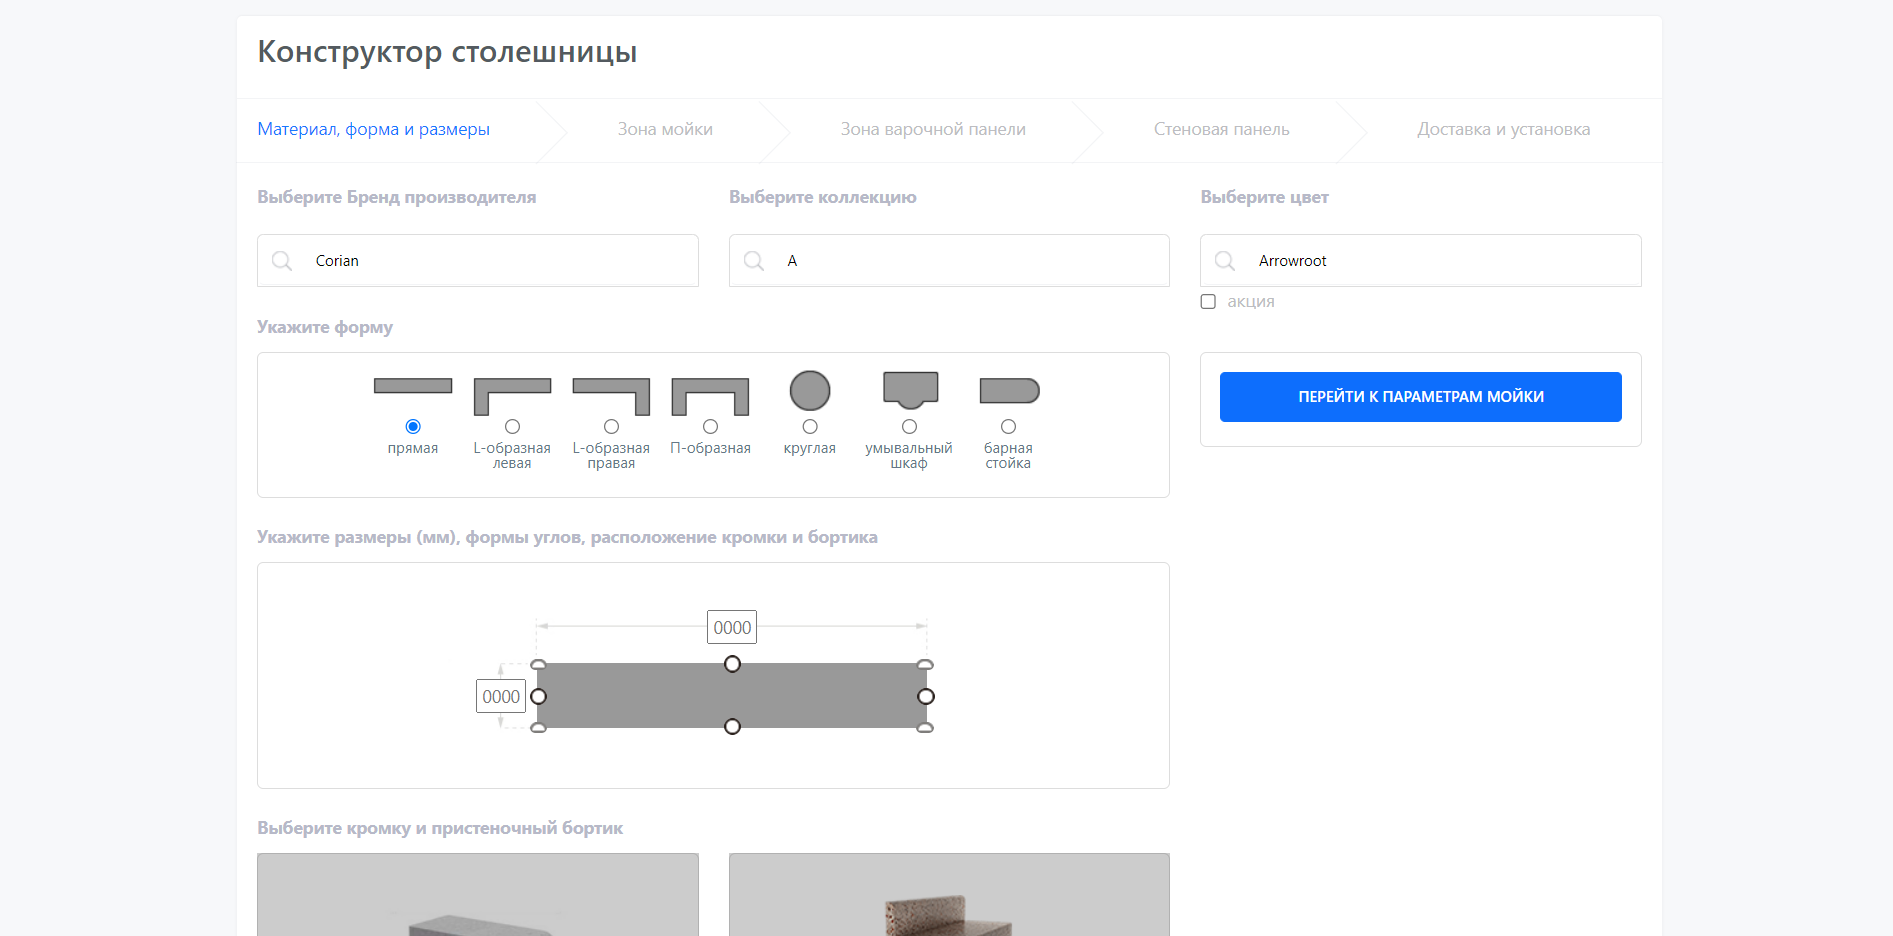 Конструктор столешницы
Материал, форма и размеры
Зона мойки
Зона варочной панели
Стеновая панель
Доставка и установка
Выберите Бренд производителя
Выберите коллекцию
Выберите цвет
Corian
A
Arrowroot
акция
Укажите форму
прямая
L-образная
левая
L-образная
правая
П-образная
круглая
умывальный
шкаф
барная
стойка
ПЕРЕЙТИ К ПАРАМЕТРАМ МОЙКИ
Укажите размеры (мм), формы углов, расположение кромки и бортика
0000
0000
Выберите кромку и пристеночный бортик